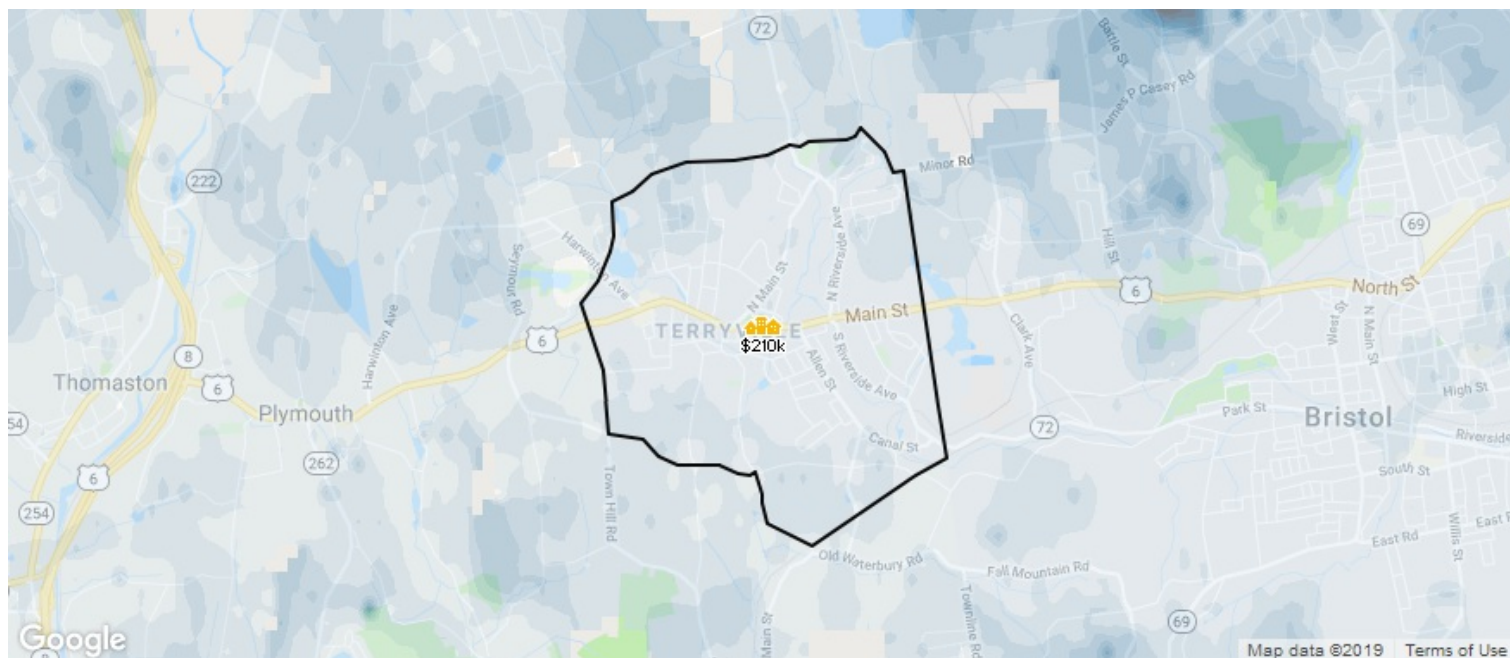 72
Battle St
James P Casey Rd
Minor Rd
222
69
Harwinton Ave
Seymour Rd
N Main St
N Riverside Ave
Hill St
6
North St
Main St
TERRYVILLE
$210k
6
8
6
Thomaston
Harwinton Ave
Plymouth
Allen St
S Riverside Ave
Clark Ave
West St
N Main St
High St
254
Park St
Bristol
72
Canal St
Riverside
262
6
Town Hill Rd
South St
254
Willis St
East R
East Rd
Old Waterbury Rd
Fall Mountain Rd
Townline Rd
Main St
69
Google
Map data ©2019
Terms of Use